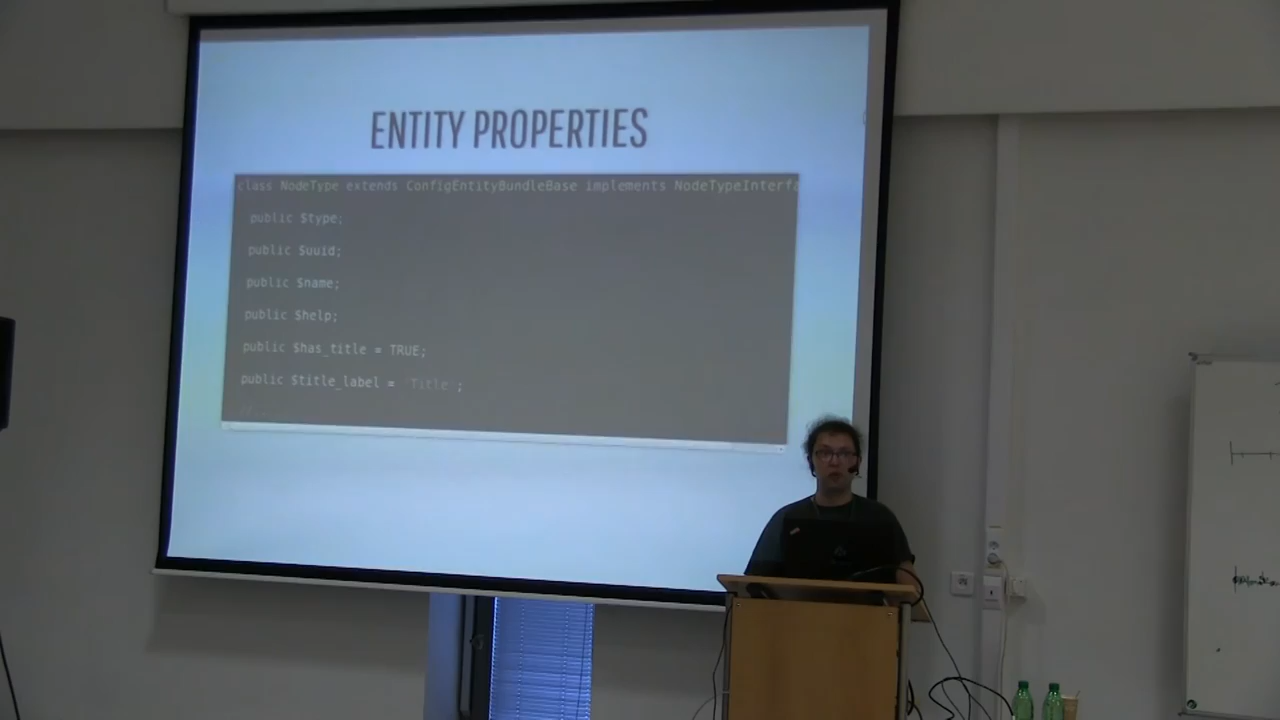 ENTITY PROPERTIES
class NodeType extends ConfigEntityBundleBase implements NodeTypeInterfa
public $type;
public $uuid;
public $name;
public $help;
public $has_title = TRUE;
public $title_label = 'Title';